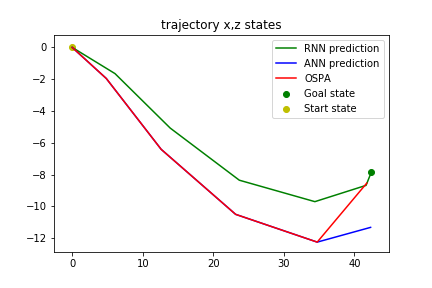 trajectory x,z states
RNN prediction
ANN prediction
OSPA
Goal state
Start state
0
−2
−4
−6
−8
−10
−12
0 10 20 30 40